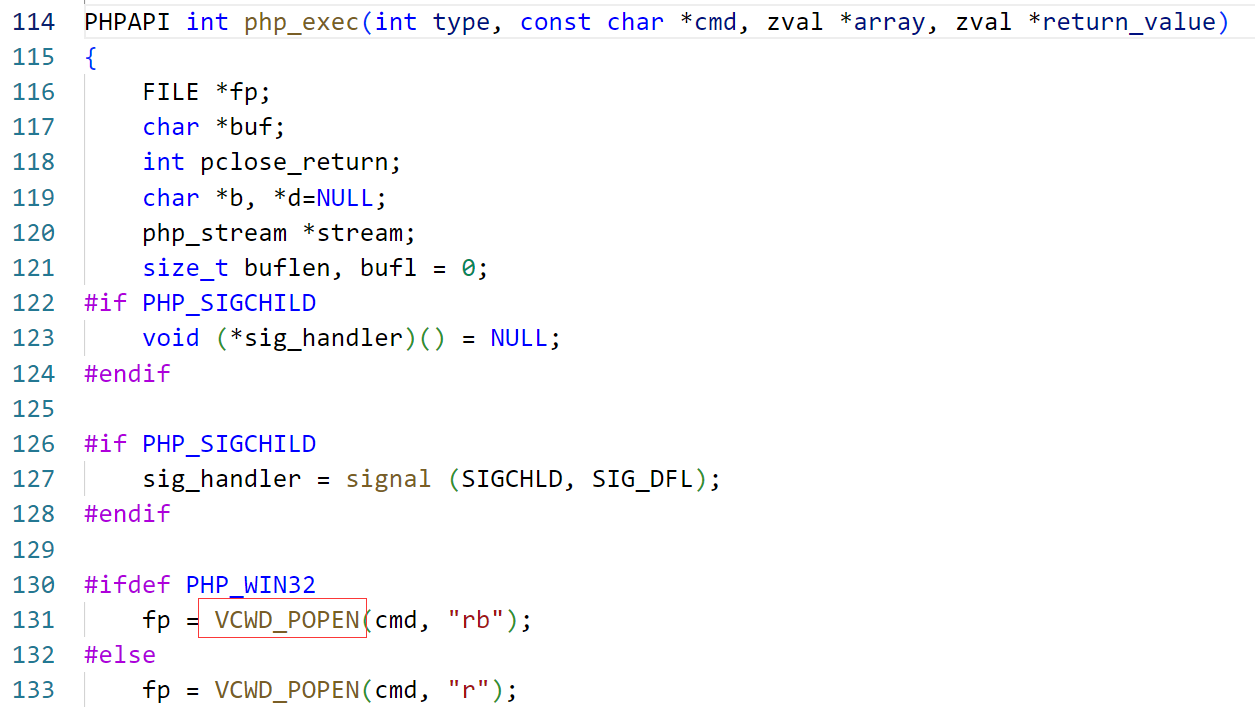 114 PHPAPI int php_exec(int type, const char *cmd, zval *array, zval *return_value)
115 {
116     FILE *fp;
117     char *buf;
118     int pclose_return;
119     char *b, *d=NULL;
120     php_stream *stream;
121     size_t buflen, bufl = 0;
122 #if PHP_SIGCHILD
123     void (*sig_handler)() = NULL;
124 #endif
125
126 #if PHP_SIGCHILD
127     sig_handler = signal (SIGCHLD, SIG_DFL);
128 #endif
129
130 #ifdef PHP_WIN32
131     fp = VCWD_POPEN(cmd, "rb");
132 #else
133     fp = VCWD_POPEN(cmd, "r");